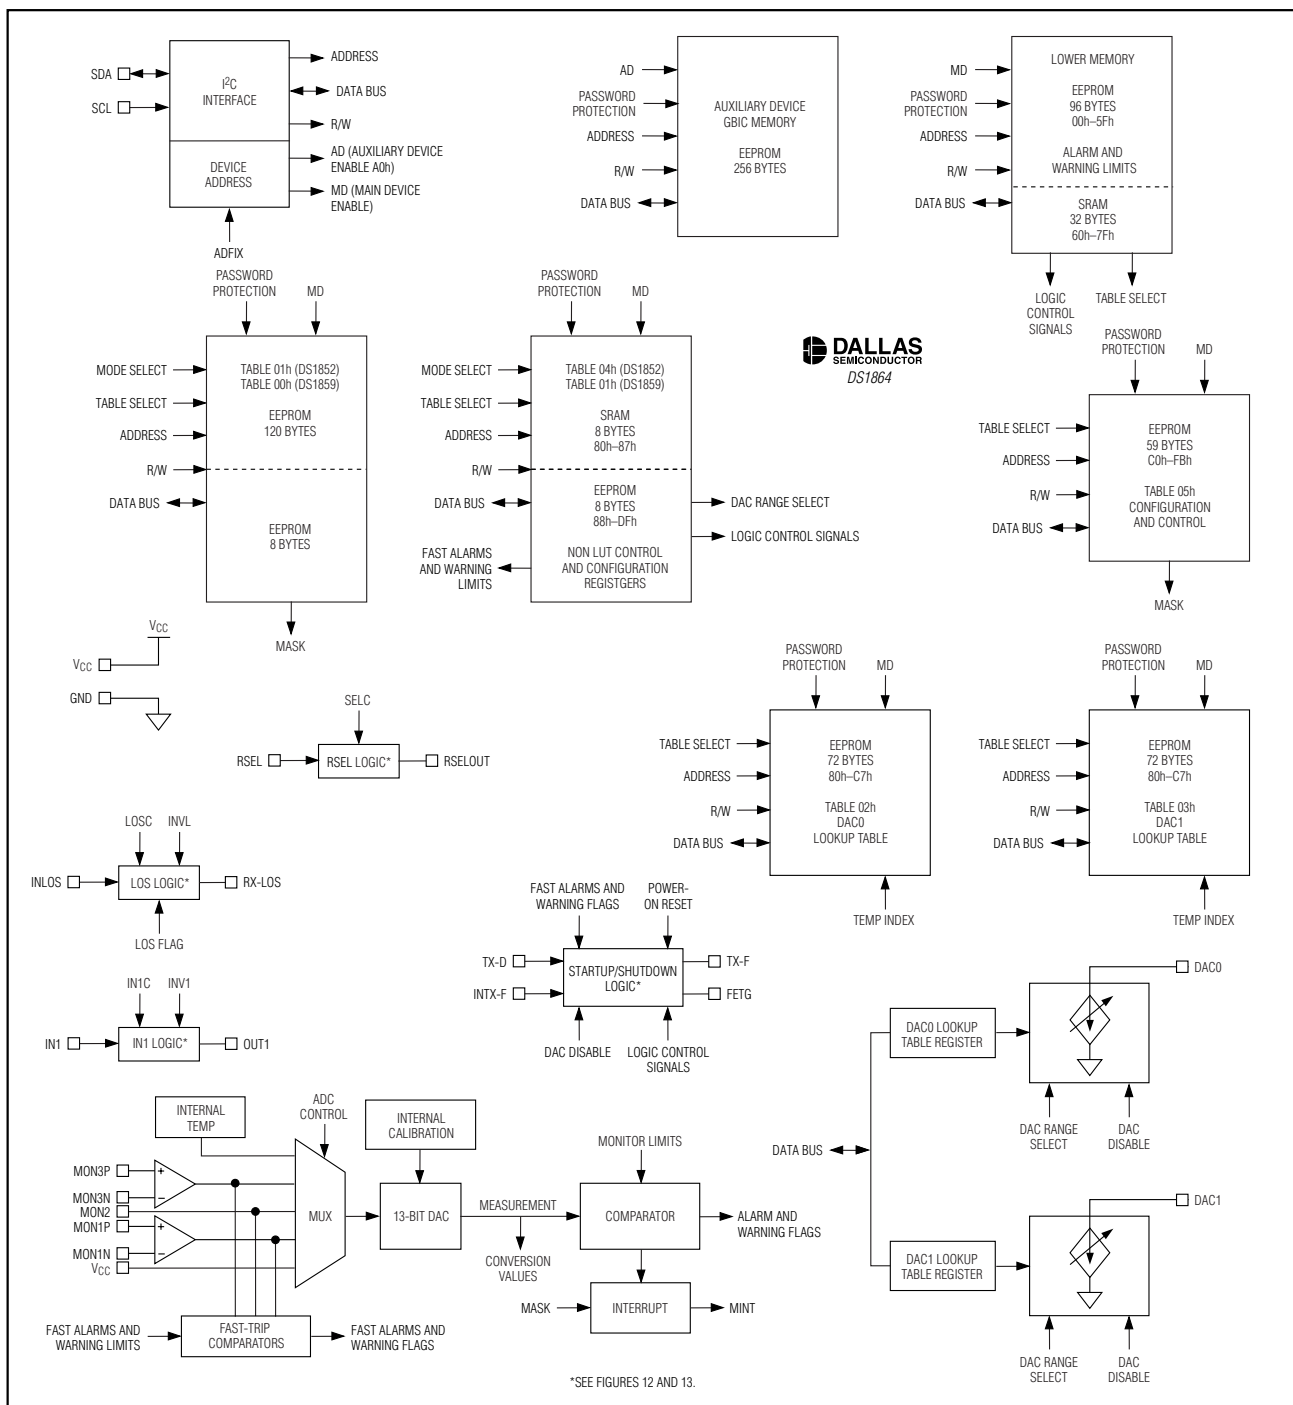 SDA
SCL
I2C
INTERFACE
DEVICE
ADDRESS
ADDRESS
DATA BUS
R/W
AD (AUXILIARY DEVICE
ENABLE A0h)
MD (MAIN DEVICE
ENABLE)
ADFIX
AD
PASSWORD
PROTECTION
ADDRESS
R/W
DATA BUS
AUXILIARY DEVICE
GBIC MEMORY
EEPROM
256 BYTES
MD
PASSWORD
PROTECTION
ADDRESS
R/W
DATA BUS
LOWER MEMORY
EEPROM
96 BYTES
00h–5Fh
ALARM AND
WARNING LIMITS
SRAM
32 BYTES
60h–7Fh
LOGIC
CONTROL
SIGNALS
TABLE SELECT
PASSWORD
PROTECTION
MD
MODE SELECT
TABLE SELECT
ADDRESS
R/W
DATA BUS
TABLE 01h (DS1852)
TABLE 00h (DS1859)
EEPROM
120 BYTES
EEPROM
8 BYTES
MASK
PASSWORD
PROTECTION
MD
MODE SELECT
TABLE SELECT
ADDRESS
R/W
DATA BUS
FAST ALARMS
AND WARNING
LIMITS
TABLE 04h (DS1852)
TABLE 01h (DS1859)
SRAM
8 BYTES
80h–87h
EEPROM
8 BYTES
88h–DFh
NON LUT CONTROL
AND CONFIGURATION
REGISTGERS
DAC RANGE SELECT
LOGIC CONTROL SIGNALS
DALLAS
SEMICONDUCTOR
DS1864
PASSWORD
PROTECTION
MD
TABLE SELECT
ADDRESS
R/W
DATA BUS
EEPROM
59 BYTES
C0h–FBh
TABLE 05h
CONFIGURATION
AND CONTROL
MASK
VCC
VCC
GND
SELC
RSEL
RSEL LOGIC*
RSELOUT
PASSWORD
PROTECTION
MD
TABLE SELECT
ADDRESS
R/W
DATA BUS
EEPROM
72 BYTES
80h–C7h
TABLE 02h
DAC0
LOOKUP TABLE
TEMP INDEX
PASSWORD
PROTECTION
MD
TABLE SELECT
ADDRESS
R/W
DATA BUS
EEPROM
72 BYTES
80h–C7h
TABLE 03h
DAC1
LOOKUP TABLE
TEMP INDEX
LOSC
INVL
INLOS
LOS LOGIC*
RX-LOS
LOS FLAG
IN1C
INV1
IN1
IN1 LOGIC*
OUT1
FAST ALARMS AND
WARNING FLAGS
POWER-
ON RESET
TX-D
INTX-F
STARTUP/SHUTDOWN
LOGIC*
TX-F
FETG
DAC DISABLE
LOGIC CONTROL
SIGNALS
DATA BUS
DAC0 LOOKUP
TABLE REGISTER
DAC0
DAC RANGE
SELECT
DAC
DISABLE
DAC1 LOOKUP
TABLE REGISTER
DAC1
DAC RANGE
SELECT
DAC
DISABLE
INTERNAL
TEMP
ADC
CONTROL
INTERNAL
CALIBRATION
MON3P
MON3N
MON2
MON1P
MON1N
VCC
+
–
+
–
MUX
13-BIT DAC
MEASUREMENT
CONVERSION
VALUES
MONITOR LIMITS
COMPARATOR
ALARM AND
WARNING FLAGS
MASK
INTERRUPT
MINT
FAST ALARMS AND
WARNING LIMITS
FAST-TRIP
COMPARATORS
FAST ALARMS AND
WARNING FLAGS
*SEE FIGURES 12 AND 13.